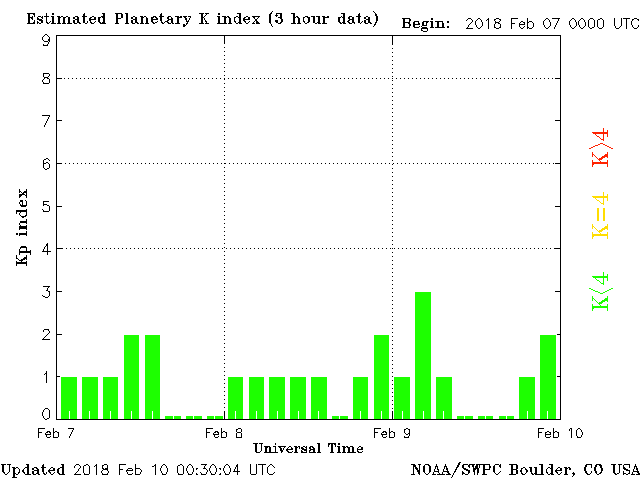 Estimated Planetary K index (3 hour data)
Begin: 2018 Feb 07 0000 UTC
9
8
7
6
5
4
3
2
1
0
Kp index
K>4
K=4
K<4
Feb 7
Feb 8
Feb 9
Feb 10
Universal Time
Updated 2018 Feb 10 00:30:04 UTC
NOAA/SWPC Boulder, CO USA